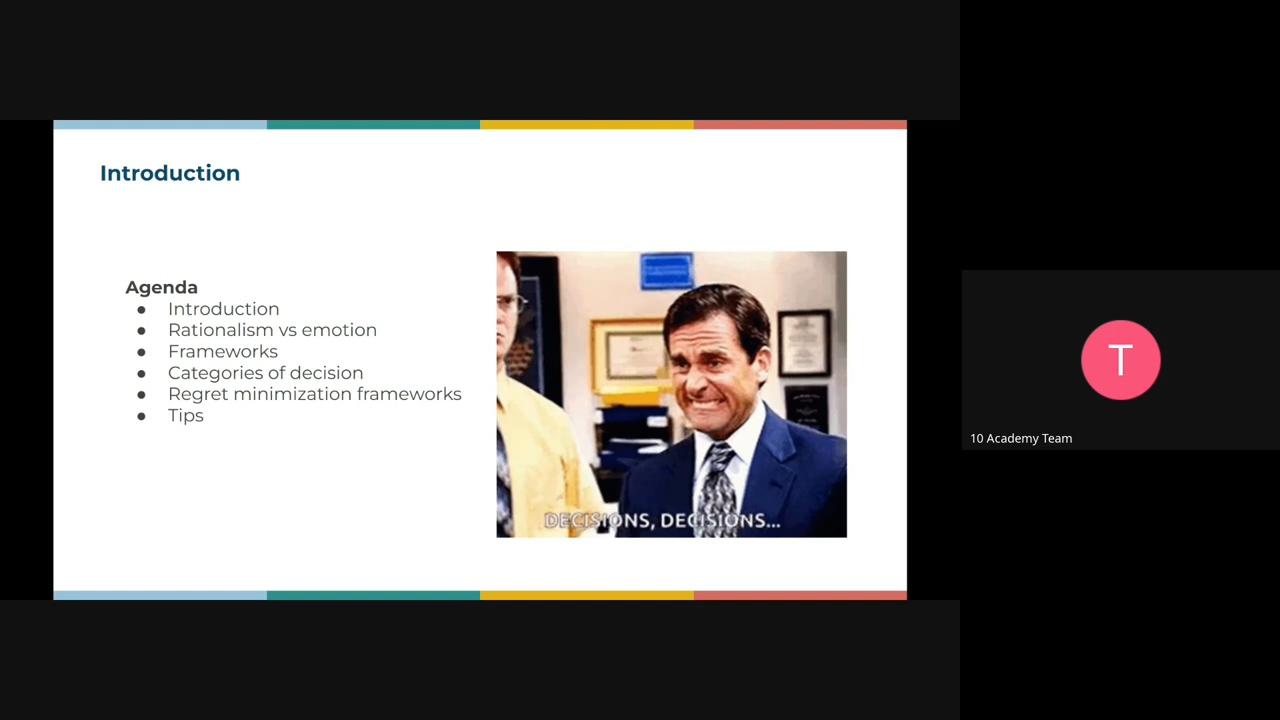 Introduction
Agenda
● Introduction
● Rationalism vs emotion
● Frameworks
● Categories of decision
● Regret minimization frameworks
● Tips
DECISIONS, DECISIONS...
T
10 Academy Team